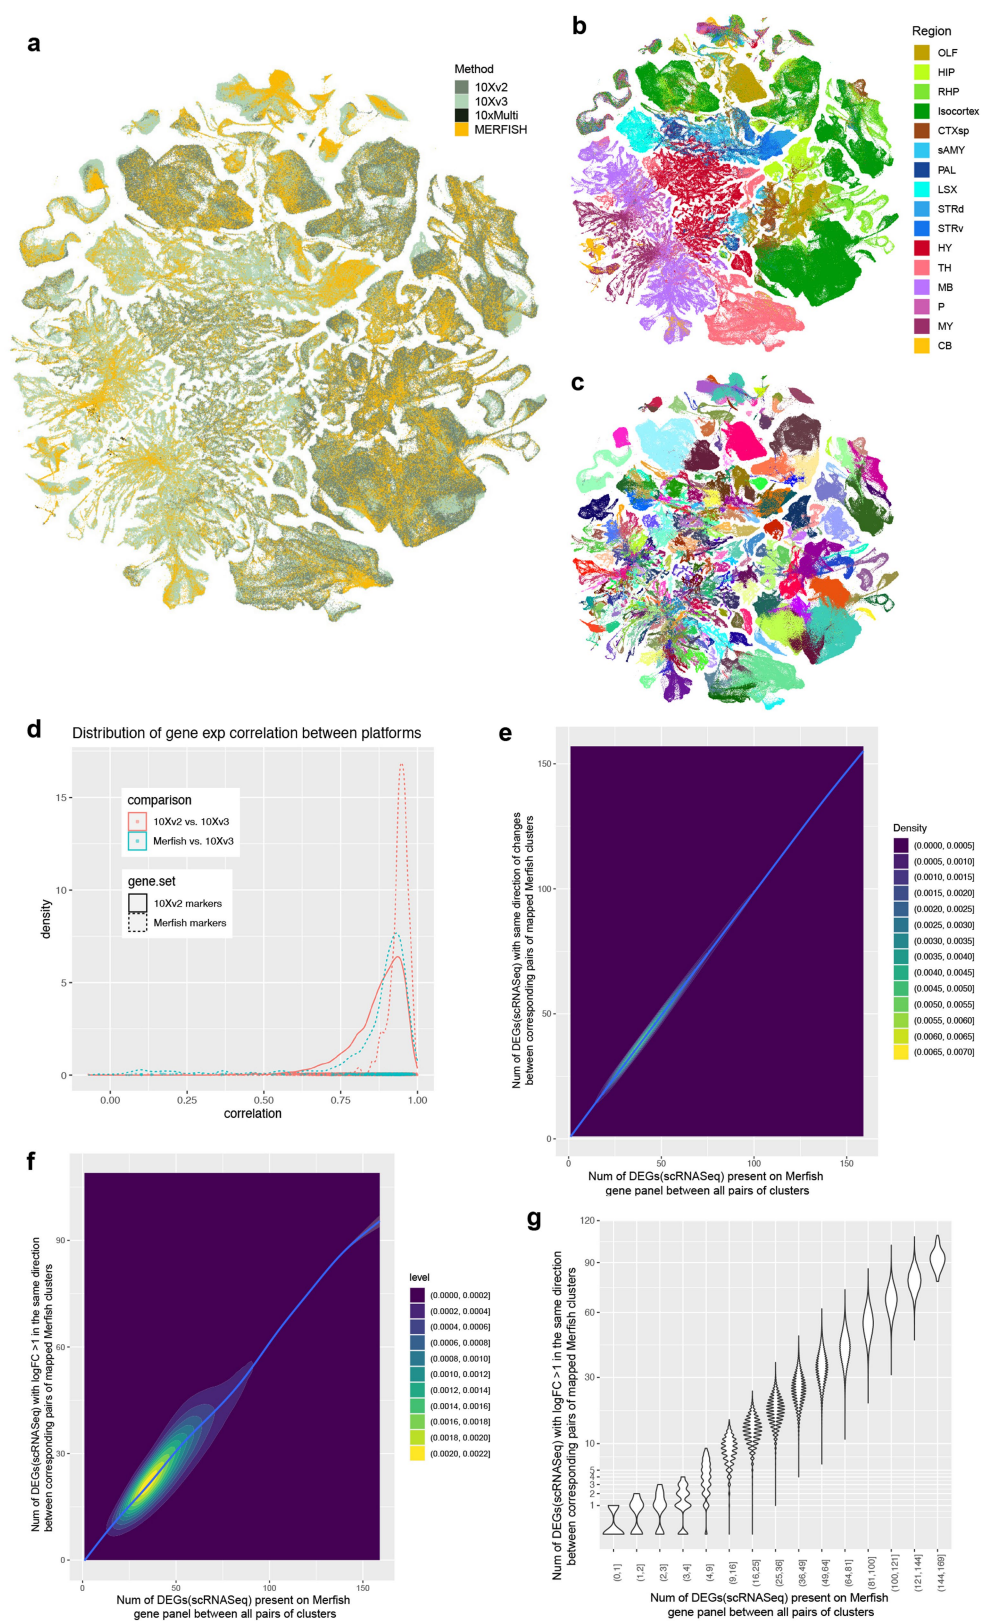 a
Method
10Xv2
10Xv3
10xMulti
MERFISH
b
Region
OLF
HIP
RHP
Isocortex
CTXsp
sAMY
PAL
LSX
STRd
STRv
HY
TH
MB
P
MY
CB
c
d
Distribution of gene exp correlation between platforms
15
10
5
0
density
comparison
10Xv2 vs. 10Xv3
Merfish vs. 10Xv3
gene.set
10Xv2 markers
Merfish markers
0.00 0.25 0.50 0.75 1.00
correlation
e
Num of DEGs(scRNASeq) with same direction of changes
between corresponding pairs of mapped Merfish clusters
150
100
50
0
0 50 100 150
Num of DEGs(scRNASeq) present on Merfish
gene panel between all pairs of clusters
Density
(0.0000, 0.0005]
(0.0005, 0.0010]
(0.0010, 0.0015]
(0.0015, 0.0020]
(0.0020, 0.0025]
(0.0025, 0.0030]
(0.0030, 0.0035]
(0.0035, 0.0040]
(0.0040, 0.0045]
(0.0045, 0.0050]
(0.0050, 0.0055]
(0.0055, 0.0060]
(0.0060, 0.0065]
(0.0065, 0.0070]
f
Num of DEGs(scRNASeq) with logFC >1 in the same direction
between corresponding pairs of mapped Merfish clusters
90
60
30
0
0 50 100 150
Num of DEGs(scRNASeq) present on Merfish
gene panel between all pairs of clusters
level
(0.0000, 0.0002]
(0.0002, 0.0004]
(0.0004, 0.0006]
(0.0006, 0.0008]
(0.0008, 0.0010]
(0.0010, 0.0012]
(0.0012, 0.0014]
(0.0014, 0.0016]
(0.0016, 0.0018]
(0.0018, 0.0020]
(0.0020, 0.0022]
g
Num of DEGs(scRNASeq) with logFC >1 in the same direction
between corresponding pairs of mapped Merfish clusters
120
90
60
30
10
5
4
3
2
1
(0,1]
(1,2]
(2,3]
(3,4]
(4,9]
(9,16]
(16,25]
(25,36]
(36,49]
(49,64]
(64,81]
(81,100]
(100,121]
(121,144]
(144,169]
Num of DEGs(scRNASeq) present on Merfish
gene panel between all pairs of clusters